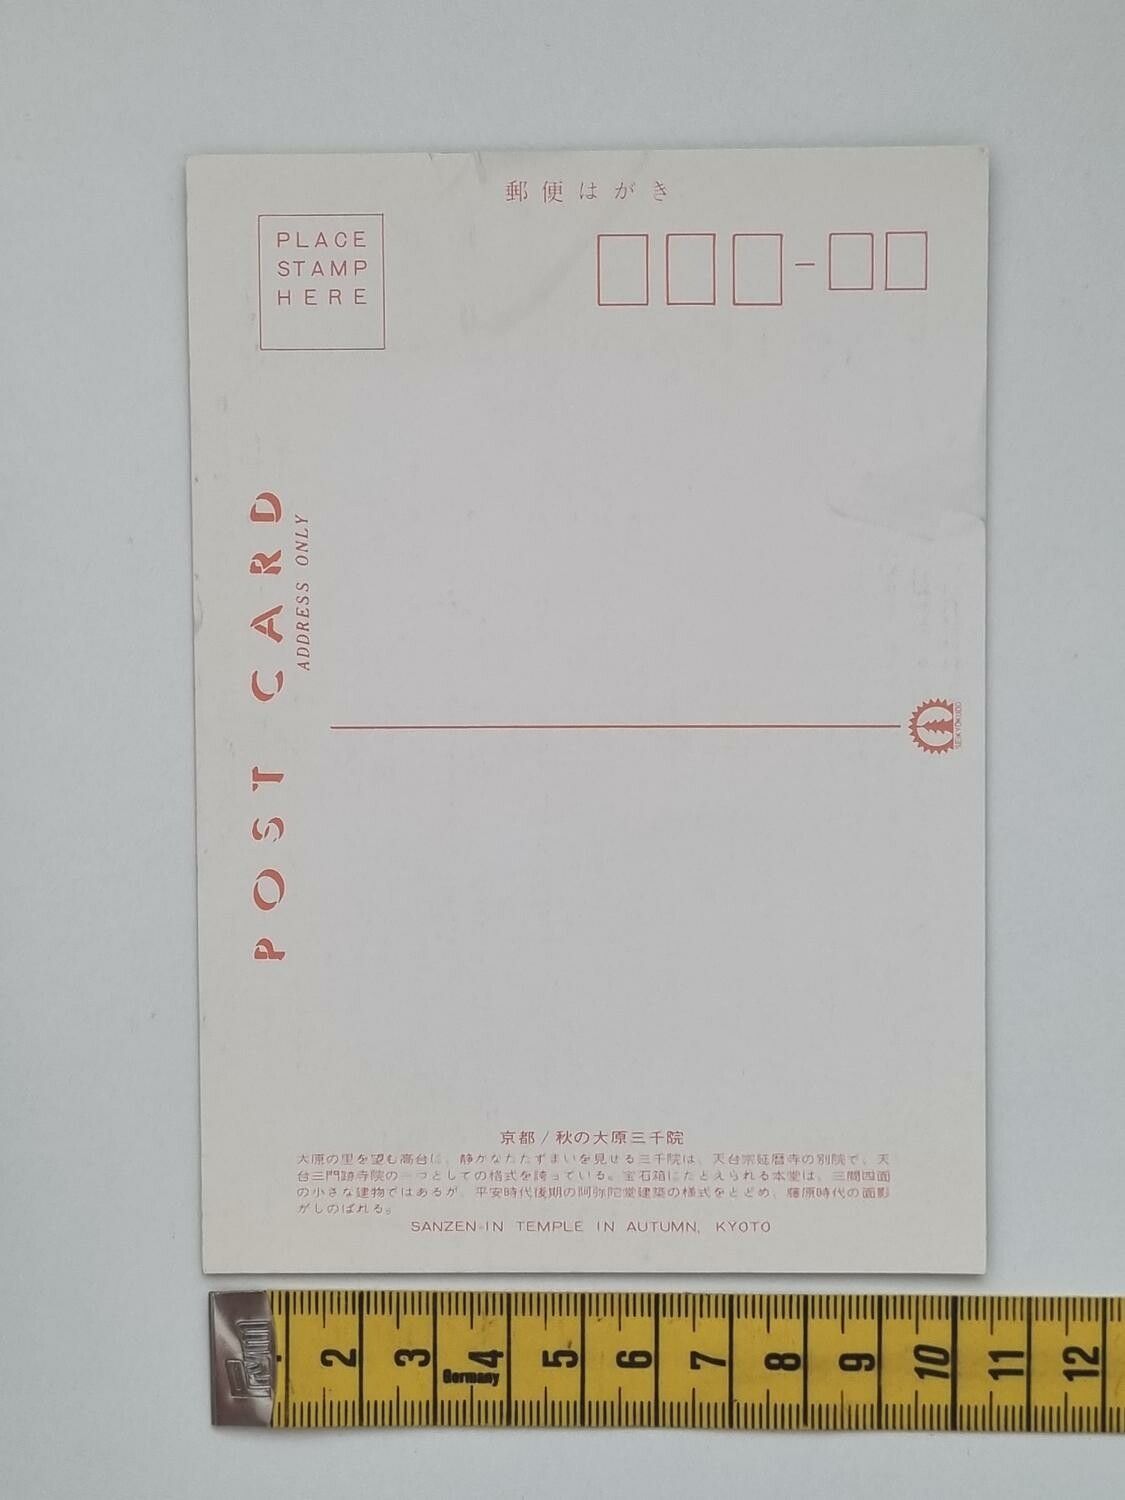 郵便はがき
PLACE
STAMP
HERE
POST CARD
ADDRESS ONLY
SEIKYOKUDO
京都/秋の大原三千院
大原の里を望む高台に、静かなたたずまいを見せる三千院は、天台宗延暦寺の別院で、天
台三門跡寺院の一つとしての格式を誇っている。宝石箱にたとえられる本堂は、三間四面
の小さな建物ではあるが、平安時代後期の阿弥陀堂建築の様式をとどめ、藤原時代の面影
がしのばれる。
SANZEN-IN TEMPLE IN AUTUMN, KYOTO
2 3 4 5 6 7 8 9 10 11 12
Germany